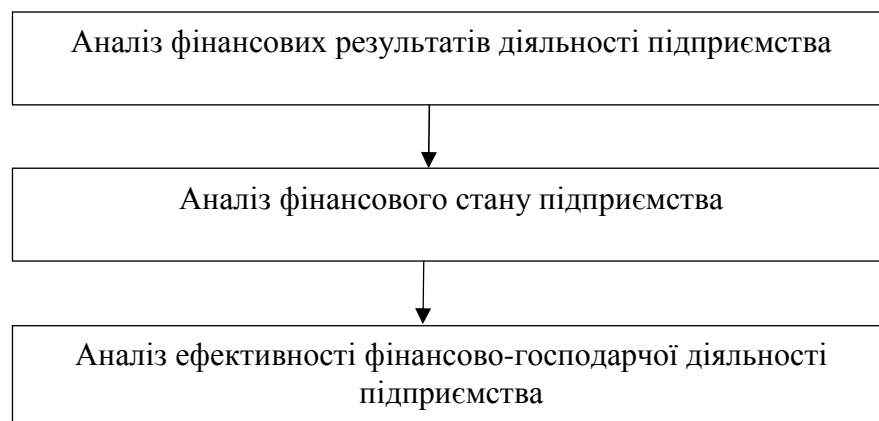 Аналіз фінансових результатів діяльності підприємства
Аналіз фінансового стану підприємства
Аналіз ефективності фінансово-господарчої діяльності
підприємства